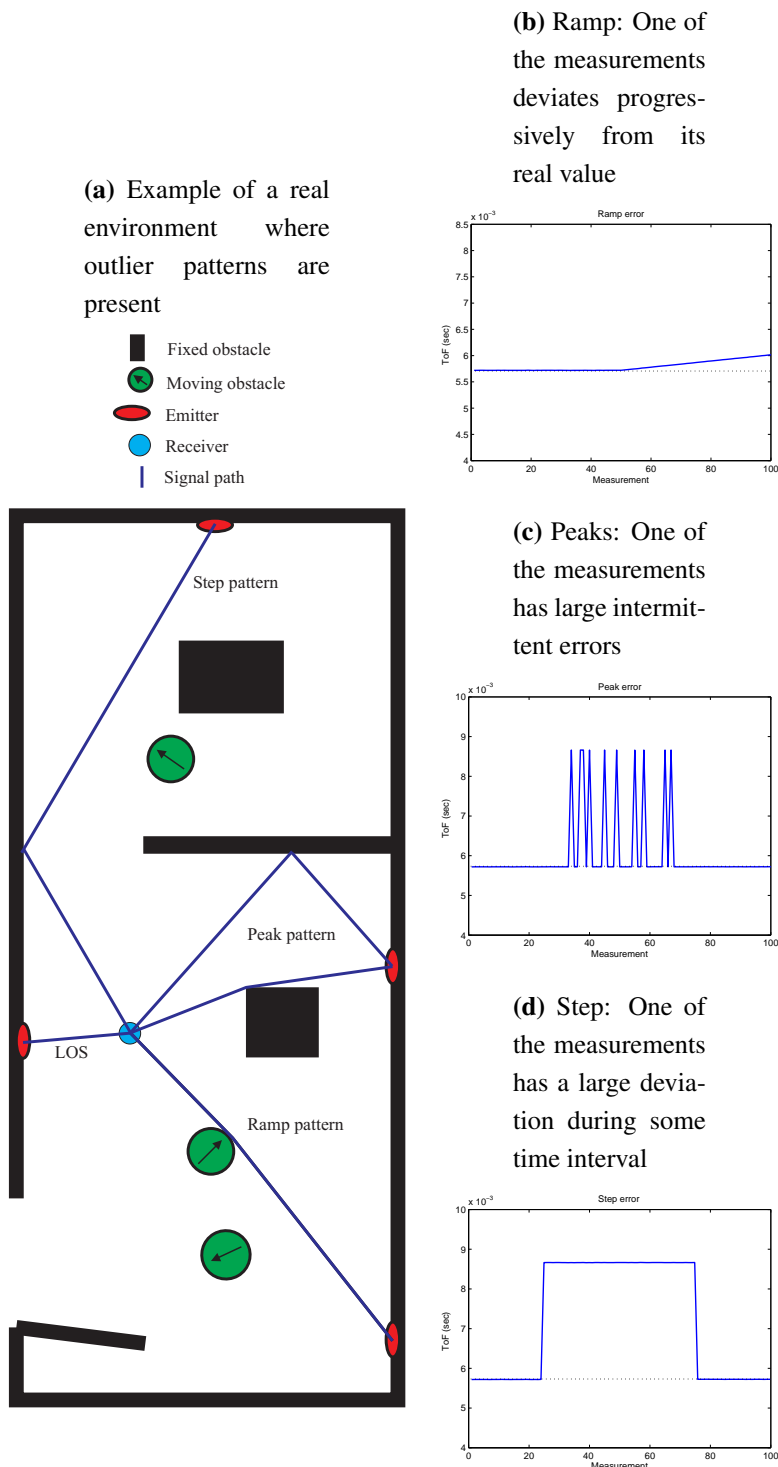 (a) Example of a real
environment where
outlier patterns are
present
Fixed obstacle
Moving obstacle
Emitter
Receiver
Signal path
Step pattern
Peak pattern
LOS
Ramp pattern
(b) Ramp: One of
the measurements
deviates progres-
sively from its
real value
x 10⁻³
Ramp error
8.5
8
7.5
7
6.5
6
5.5
5
4.5
4
ToF (sec)
0 20 40 60 80 100
Measurement
(c) Peaks: One of
the measurements
has large intermit-
tent errors
x 10⁻³
Peak error
10
9
8
7
6
5
4
ToF (sec)
0 20 40 60 80 100
Measurement
(d) Step: One of
the measurements
has a large devia-
tion during some
time interval
x 10⁻³
Step error
10
9
8
7
6
5
4
ToF (sec)
0 20 40 60 80 100
Measurement